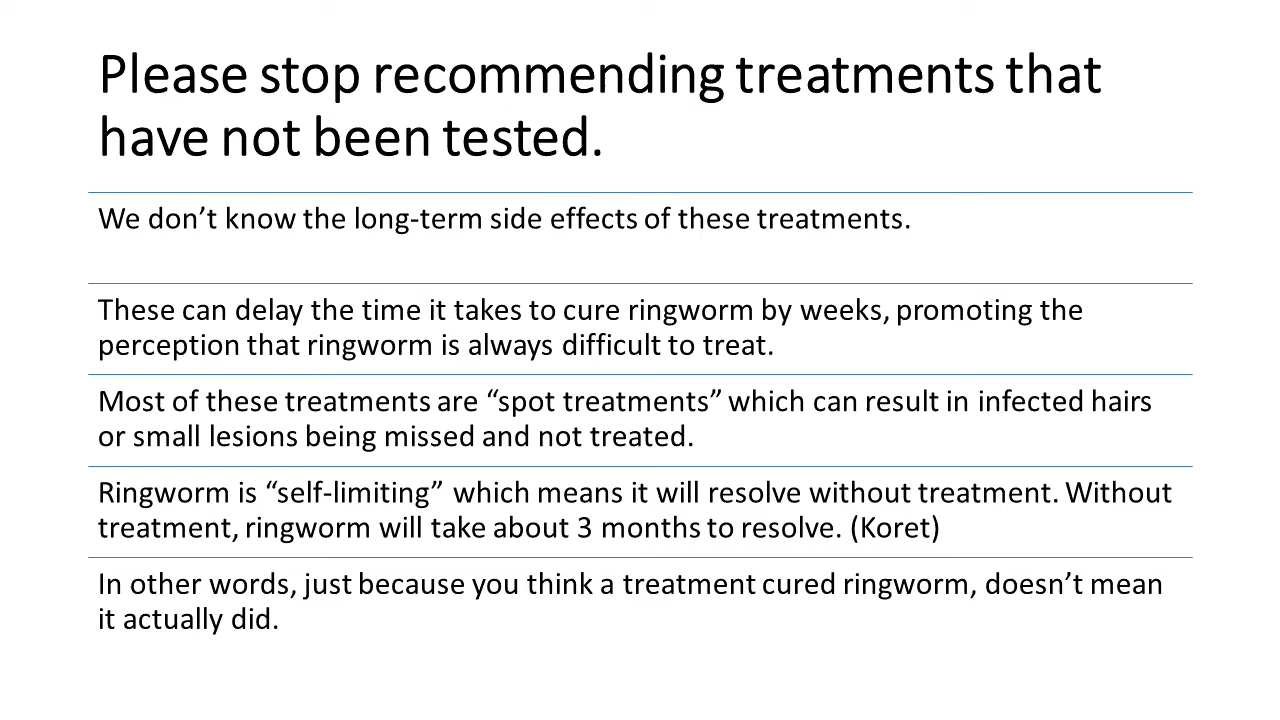 Please stop recommending treatments that
have not been tested.
We don’t know the long-term side effects of these treatments.
These can delay the time it takes to cure ringworm by weeks, promoting the
perception that ringworm is always difficult to treat.
Most of these treatments are “spot treatments” which can result in infected hairs
or small lesions being missed and not treated.
Ringworm is “self-limiting” which means it will resolve without treatment. Without
treatment, ringworm will take about 3 months to resolve. (Koret)
In other words, just because you think a treatment cured ringworm, doesn’t mean
it actually did.